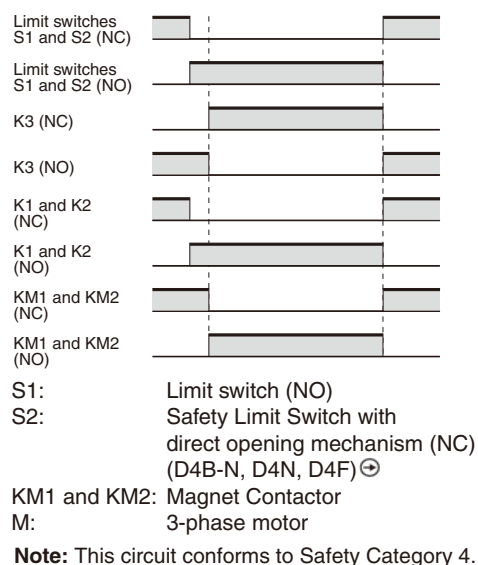 Limit switches
S1 and S2 (NC)
Limit switches
S1 and S2 (NO)
K3 (NC)
K3 (NO)
K1 and K2
(NC)
K1 and K2
(NO)
KM1 and KM2
(NC)
KM1 and KM2
(NO)
S1: Limit switch (NO)
S2: Safety Limit Switch with
direct opening mechanism (NC)
(D4B-N, D4N, D4F)
KM1 and KM2: Magnet Contactor
M: 3-phase motor
Note: This circuit conforms to Safety Category 4.